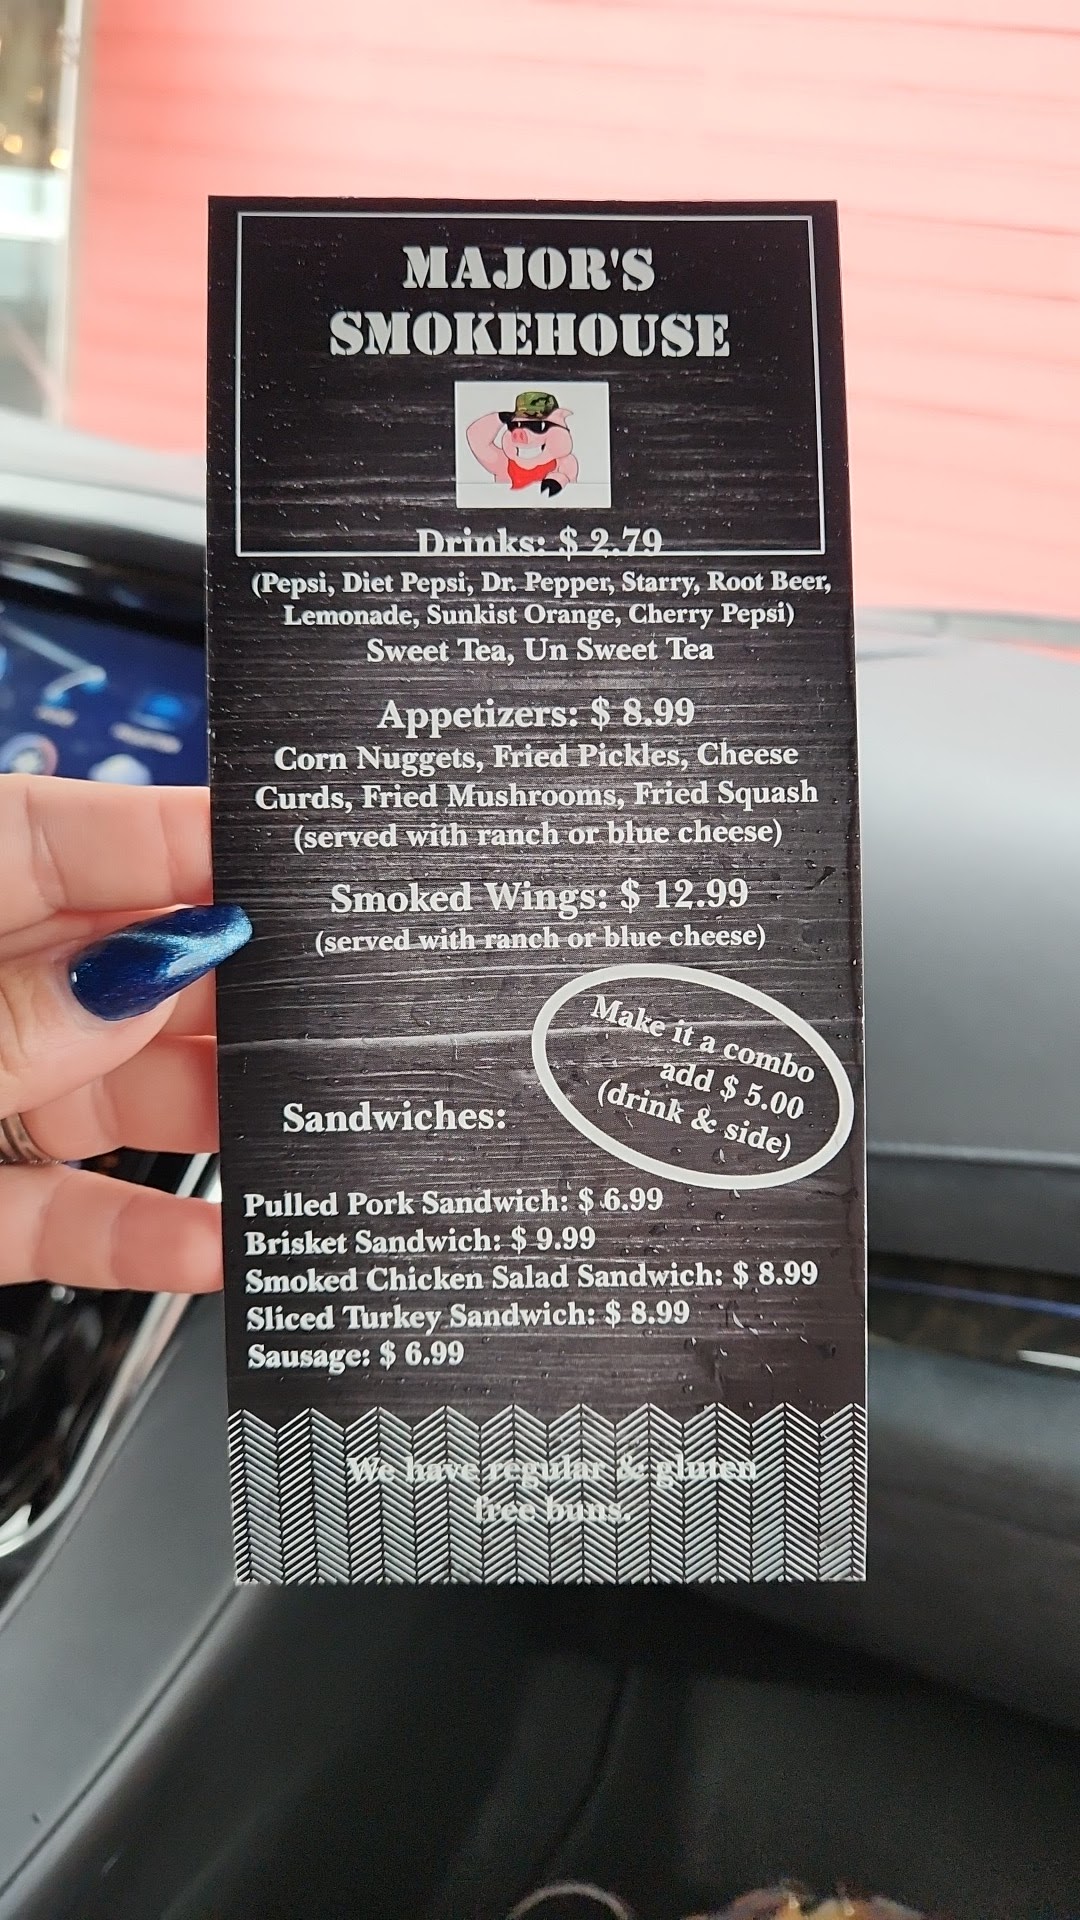 MAJOR'S
SMOKEHOUSE
Drinks: $ 2.79
(Pepsi, Diet Pepsi, Dr. Pepper, Starry, Root Beer,
Lemonade, Sunkist Orange, Cherry Pepsi)
Sweet Tea, Un Sweet Tea
Appetizers: $ 8.99
Corn Nuggets, Fried Pickles, Cheese
Curds, Fried Mushrooms, Fried Squash
(served with ranch or blue cheese)
Smoked Wings: $ 12.99
(served with ranch or blue cheese)
Make it a combo
add $ 5.00
(drink & side)
Sandwiches:
Pulled Pork Sandwich: $ 6.99
Brisket Sandwich: $ 9.99
Smoked Chicken Salad Sandwich: $ 8.99
Sliced Turkey Sandwich: $ 8.99
Sausage: $ 6.99
We have regular & gluten
free buns.